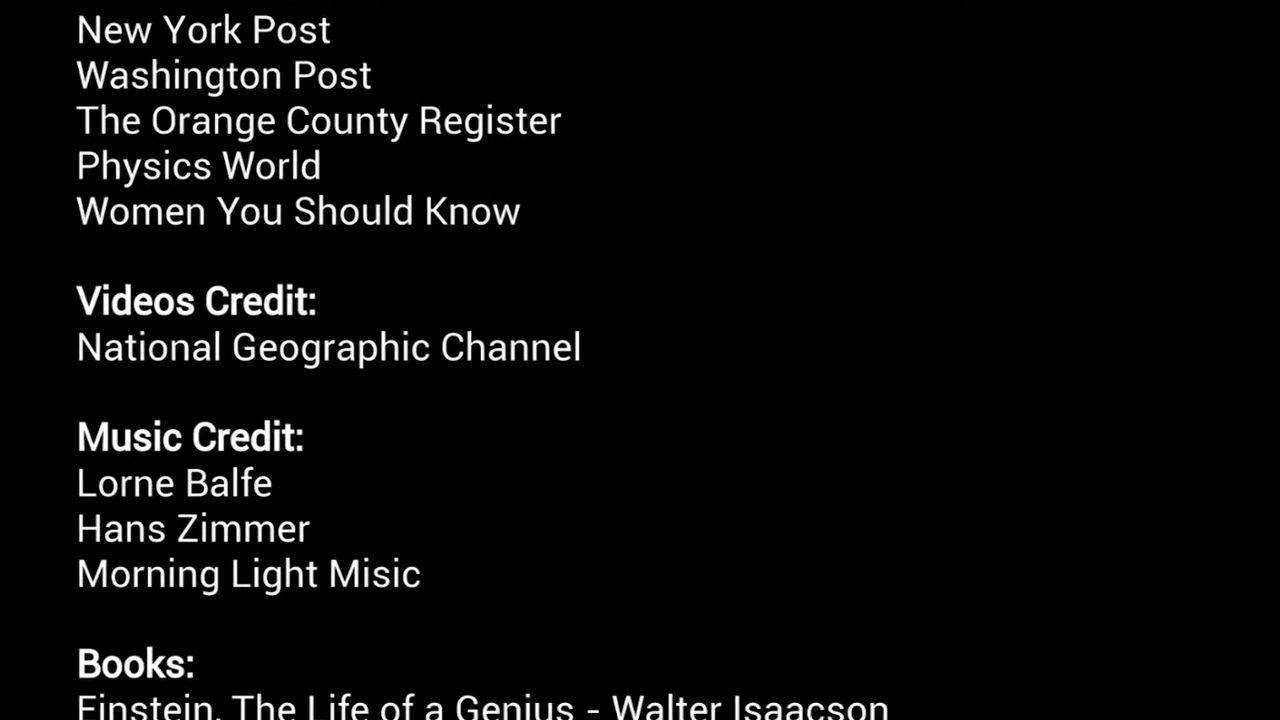 New York Post
Washington Post
The Orange County Register
Physics World
Women You Should Know
Videos Credit:
National Geographic Channel
Music Credit:
Lorne Balfe
Hans Zimmer
Morning Light Misic
Books:
Einstein, The Life of a Genius - Walter Isaacson